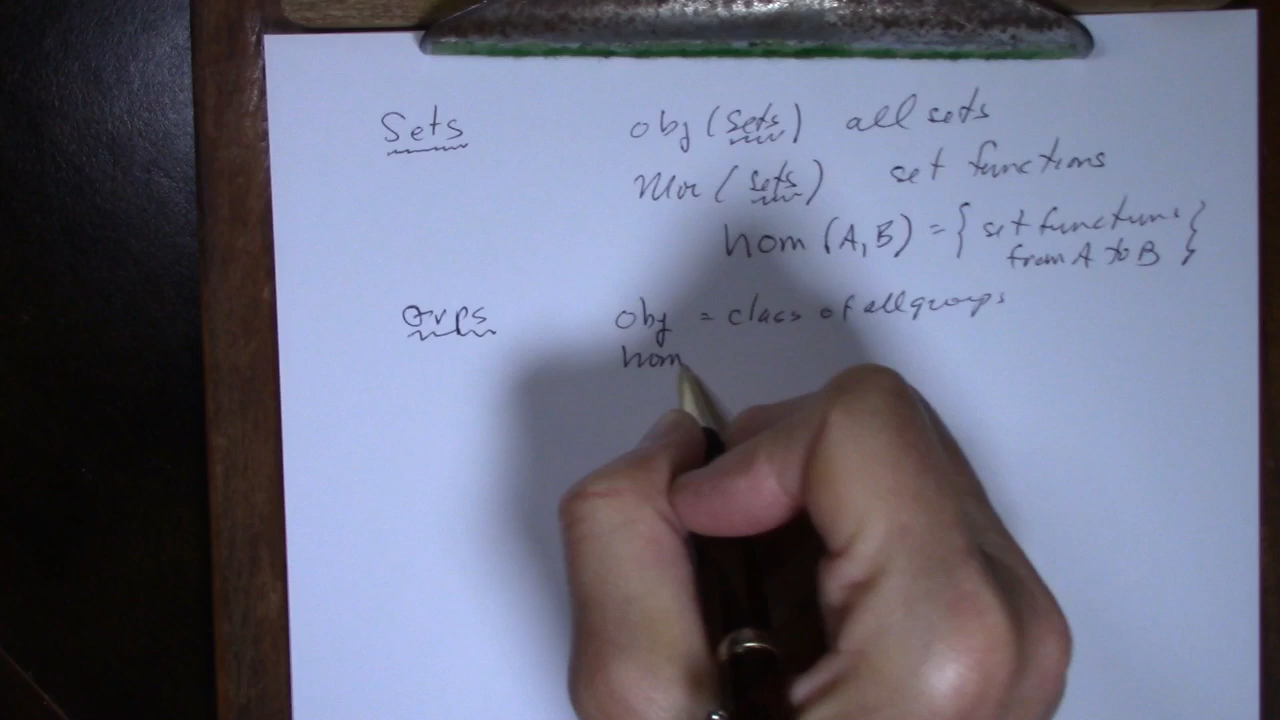 Sets obj (Sets) all sets
Mor (Sets) set functions
hom (A, B) = { set functions
from A to B }
Grps obj = class of all groups
hom